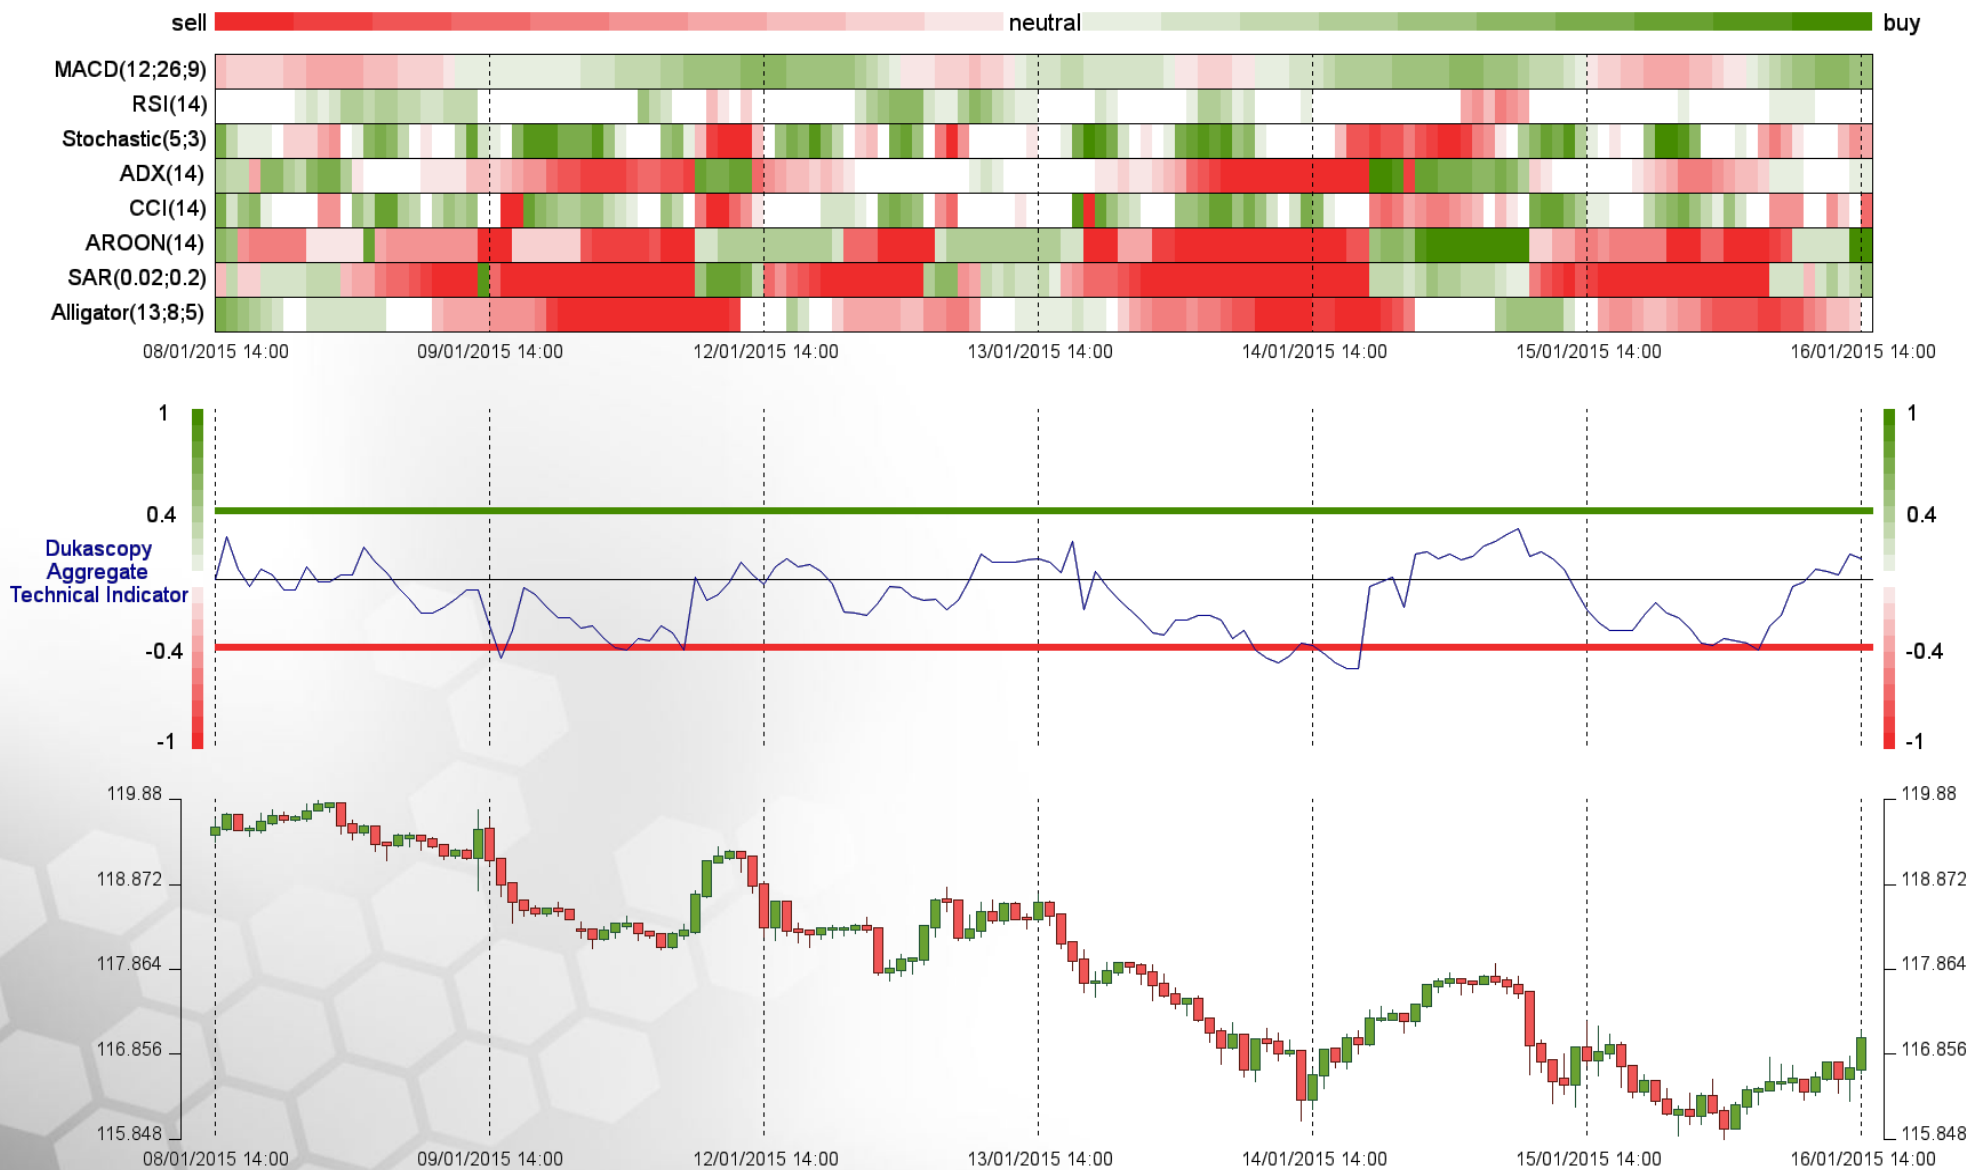 sell neutral buy
MACD(12;26;9)
RSI(14)
Stochastic(5;3)
ADX(14)
CCI(14)
AROON(14)
SAR(0.02;0.2)
Alligator(13;8;5)
08/01/2015 14:00 09/01/2015 14:00 12/01/2015 14:00 13/01/2015 14:00 14/01/2015 14:00 15/01/2015 14:00 16/01/2015 14:00
1 1
0.4 0.4
Dukascopy
Aggregate
Technical Indicator
-0.4 -0.4
-1 -1
119.88 119.88
118.872 118.872
117.864 117.864
116.856 116.856
115.848 115.848
08/01/2015 14:00 09/01/2015 14:00 12/01/2015 14:00 13/01/2015 14:00 14/01/2015 14:00 15/01/2015 14:00 16/01/2015 14:00